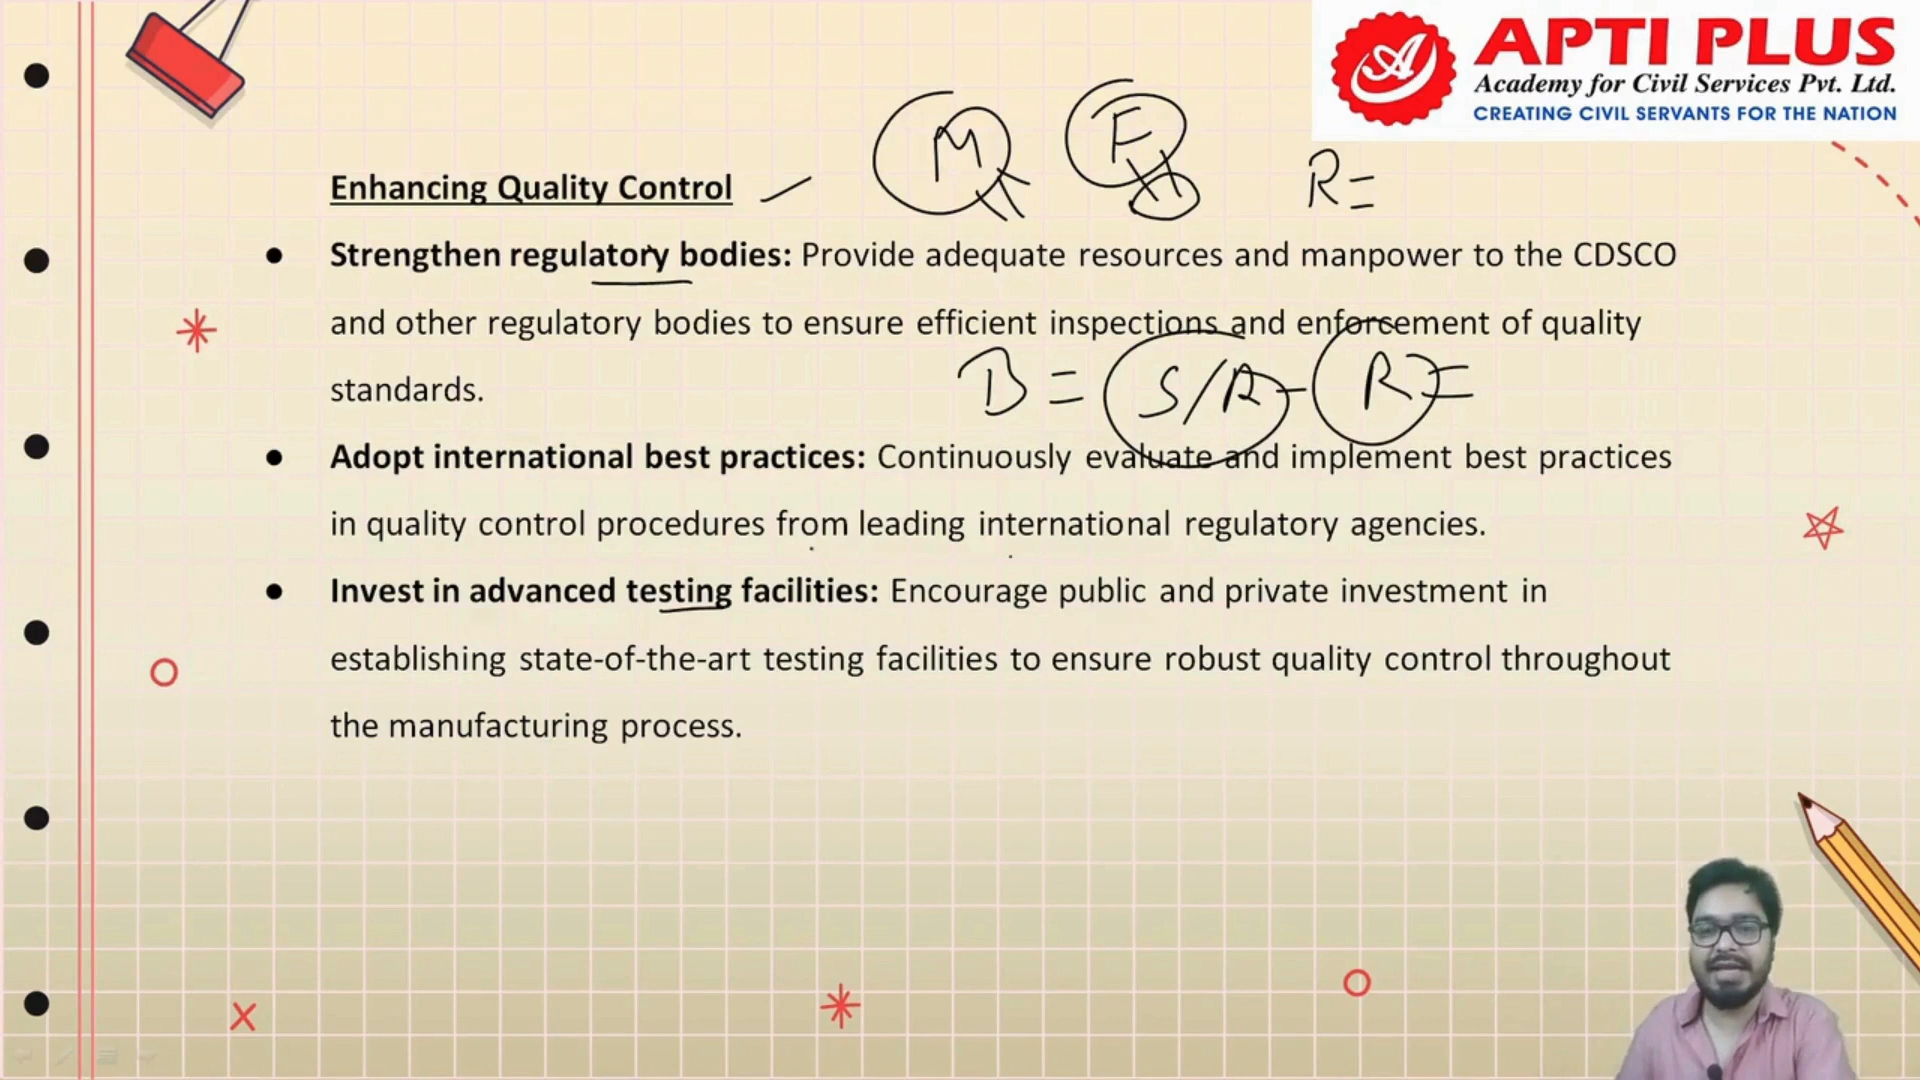 APTI PLUS
Academy for Civil Services Pvt. Ltd.
CREATING CIVIL SERVANTS FOR THE NATION
M F R=
Enhancing Quality Control
● Strengthen regulatory bodies: Provide adequate resources and manpower to the CDSCO
and other regulatory bodies to ensure efficient inspections and enforcement of quality
standards.
B = S/A - R =
● Adopt international best practices: Continuously evaluate and implement best practices
in quality control procedures from leading international regulatory agencies.
● Invest in advanced testing facilities: Encourage public and private investment in
establishing state-of-the-art testing facilities to ensure robust quality control throughout
the manufacturing process.